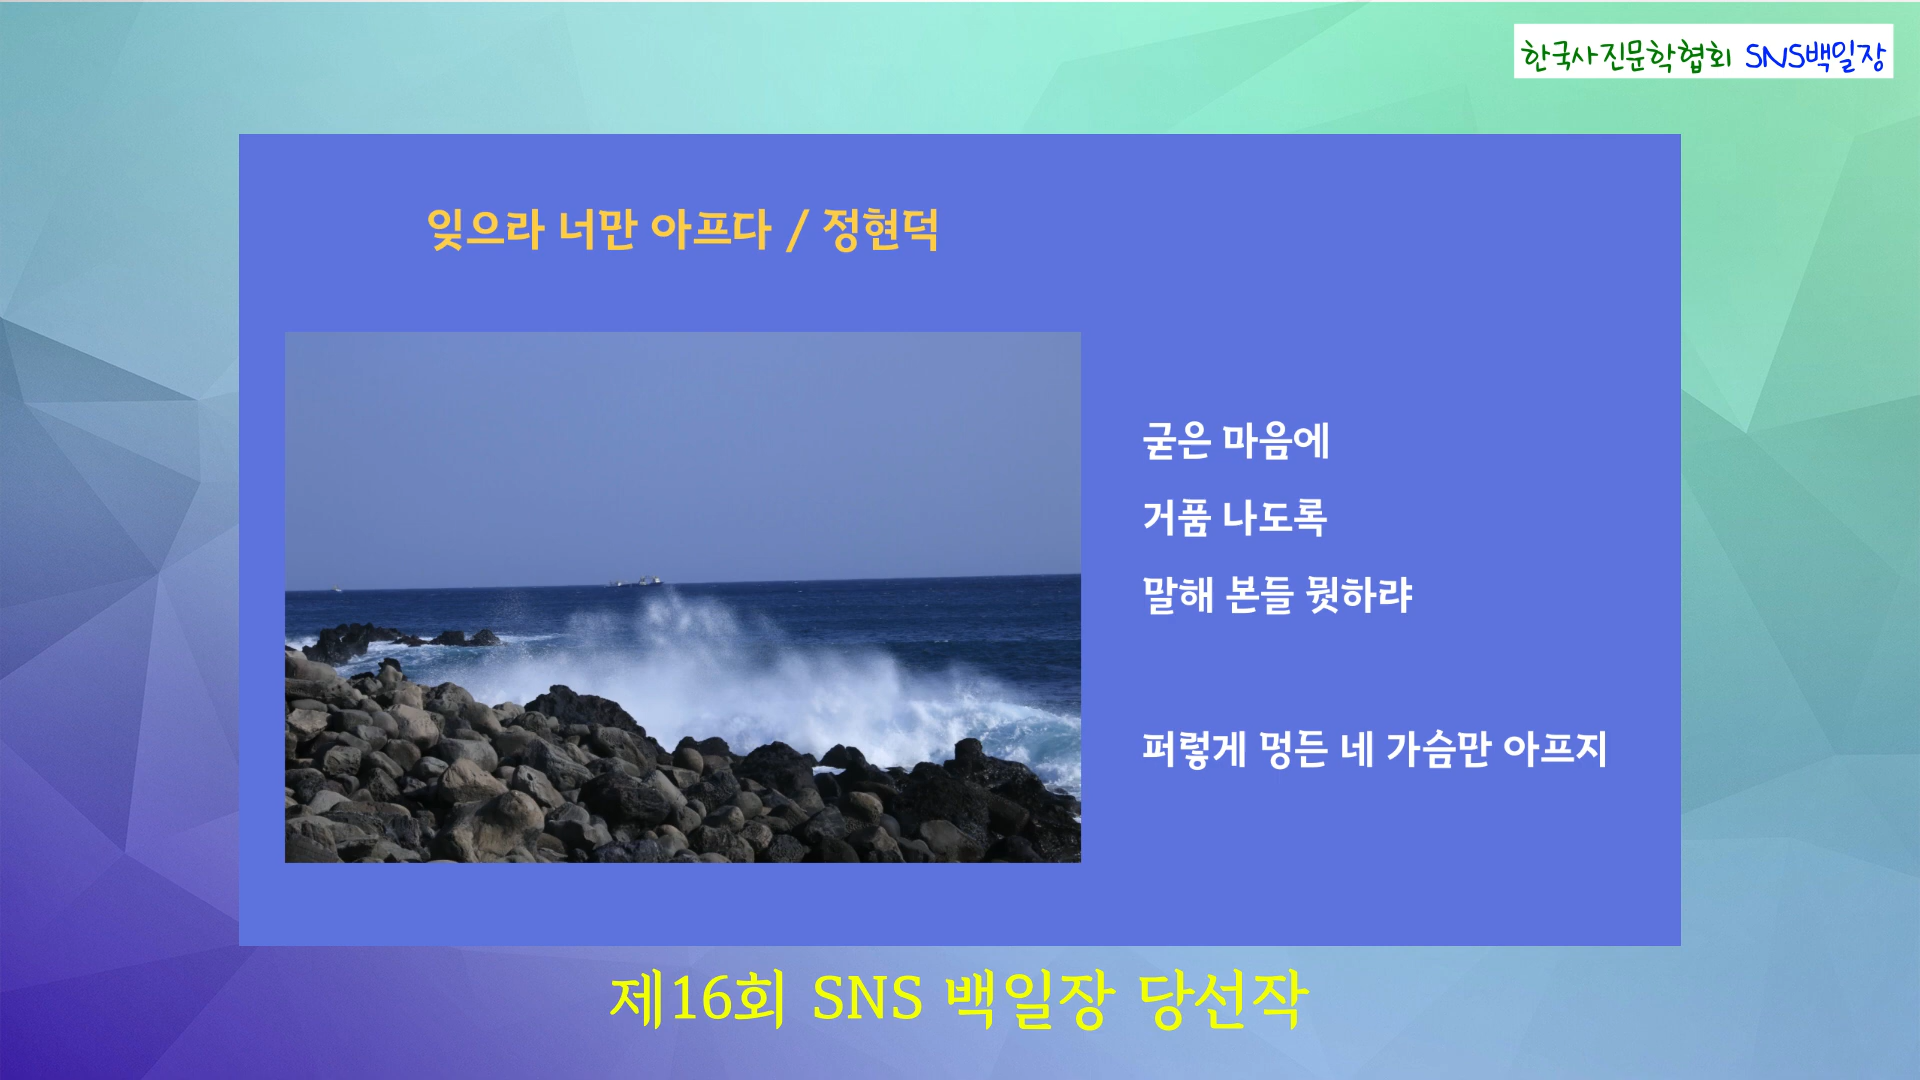 한국사진문학협회 SNS백일장
잊으라 너만 아프다 / 정현덕
굳은 마음에
거품 나도록
말해 본들 뭣하랴
퍼렇게 멍든 네 가슴만 아프지
제16회 SNS 백일장 당선작